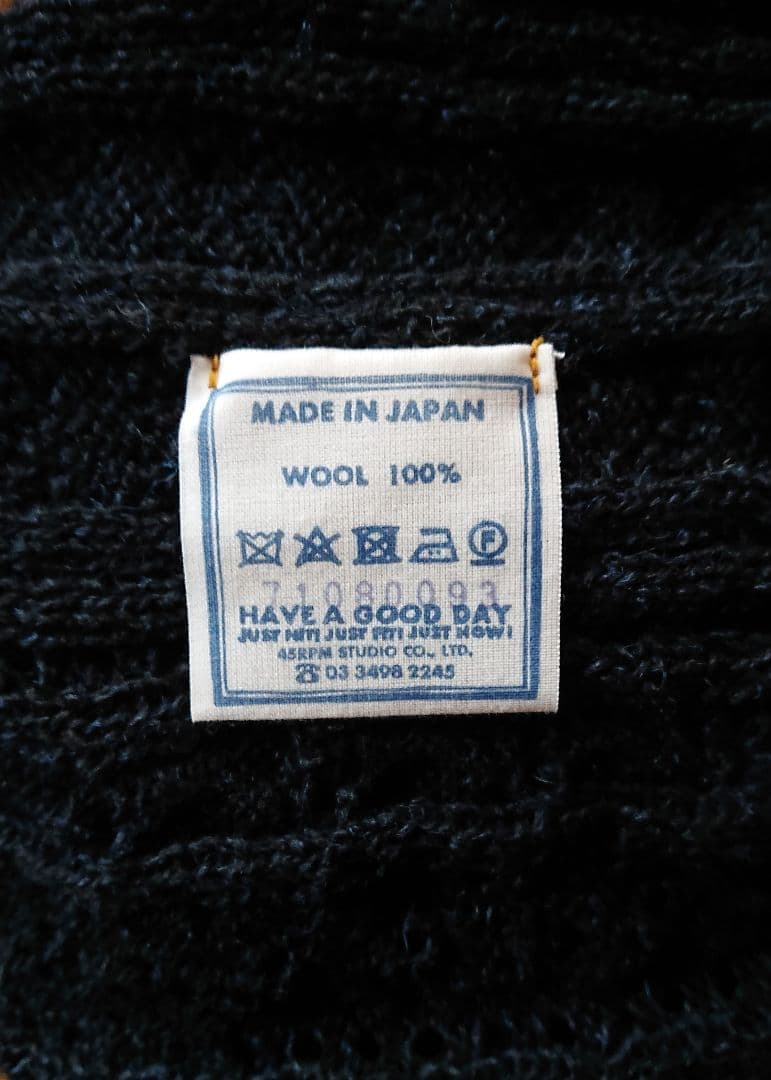 MADE IN JAPAN
WOOL 100%
F
71080093
HAVE A GOOD DAY
JUST HIT! JUST FIT! JUST NOW!
45RPM STUDIO CO., LTD.
☎ 03 3498 2245